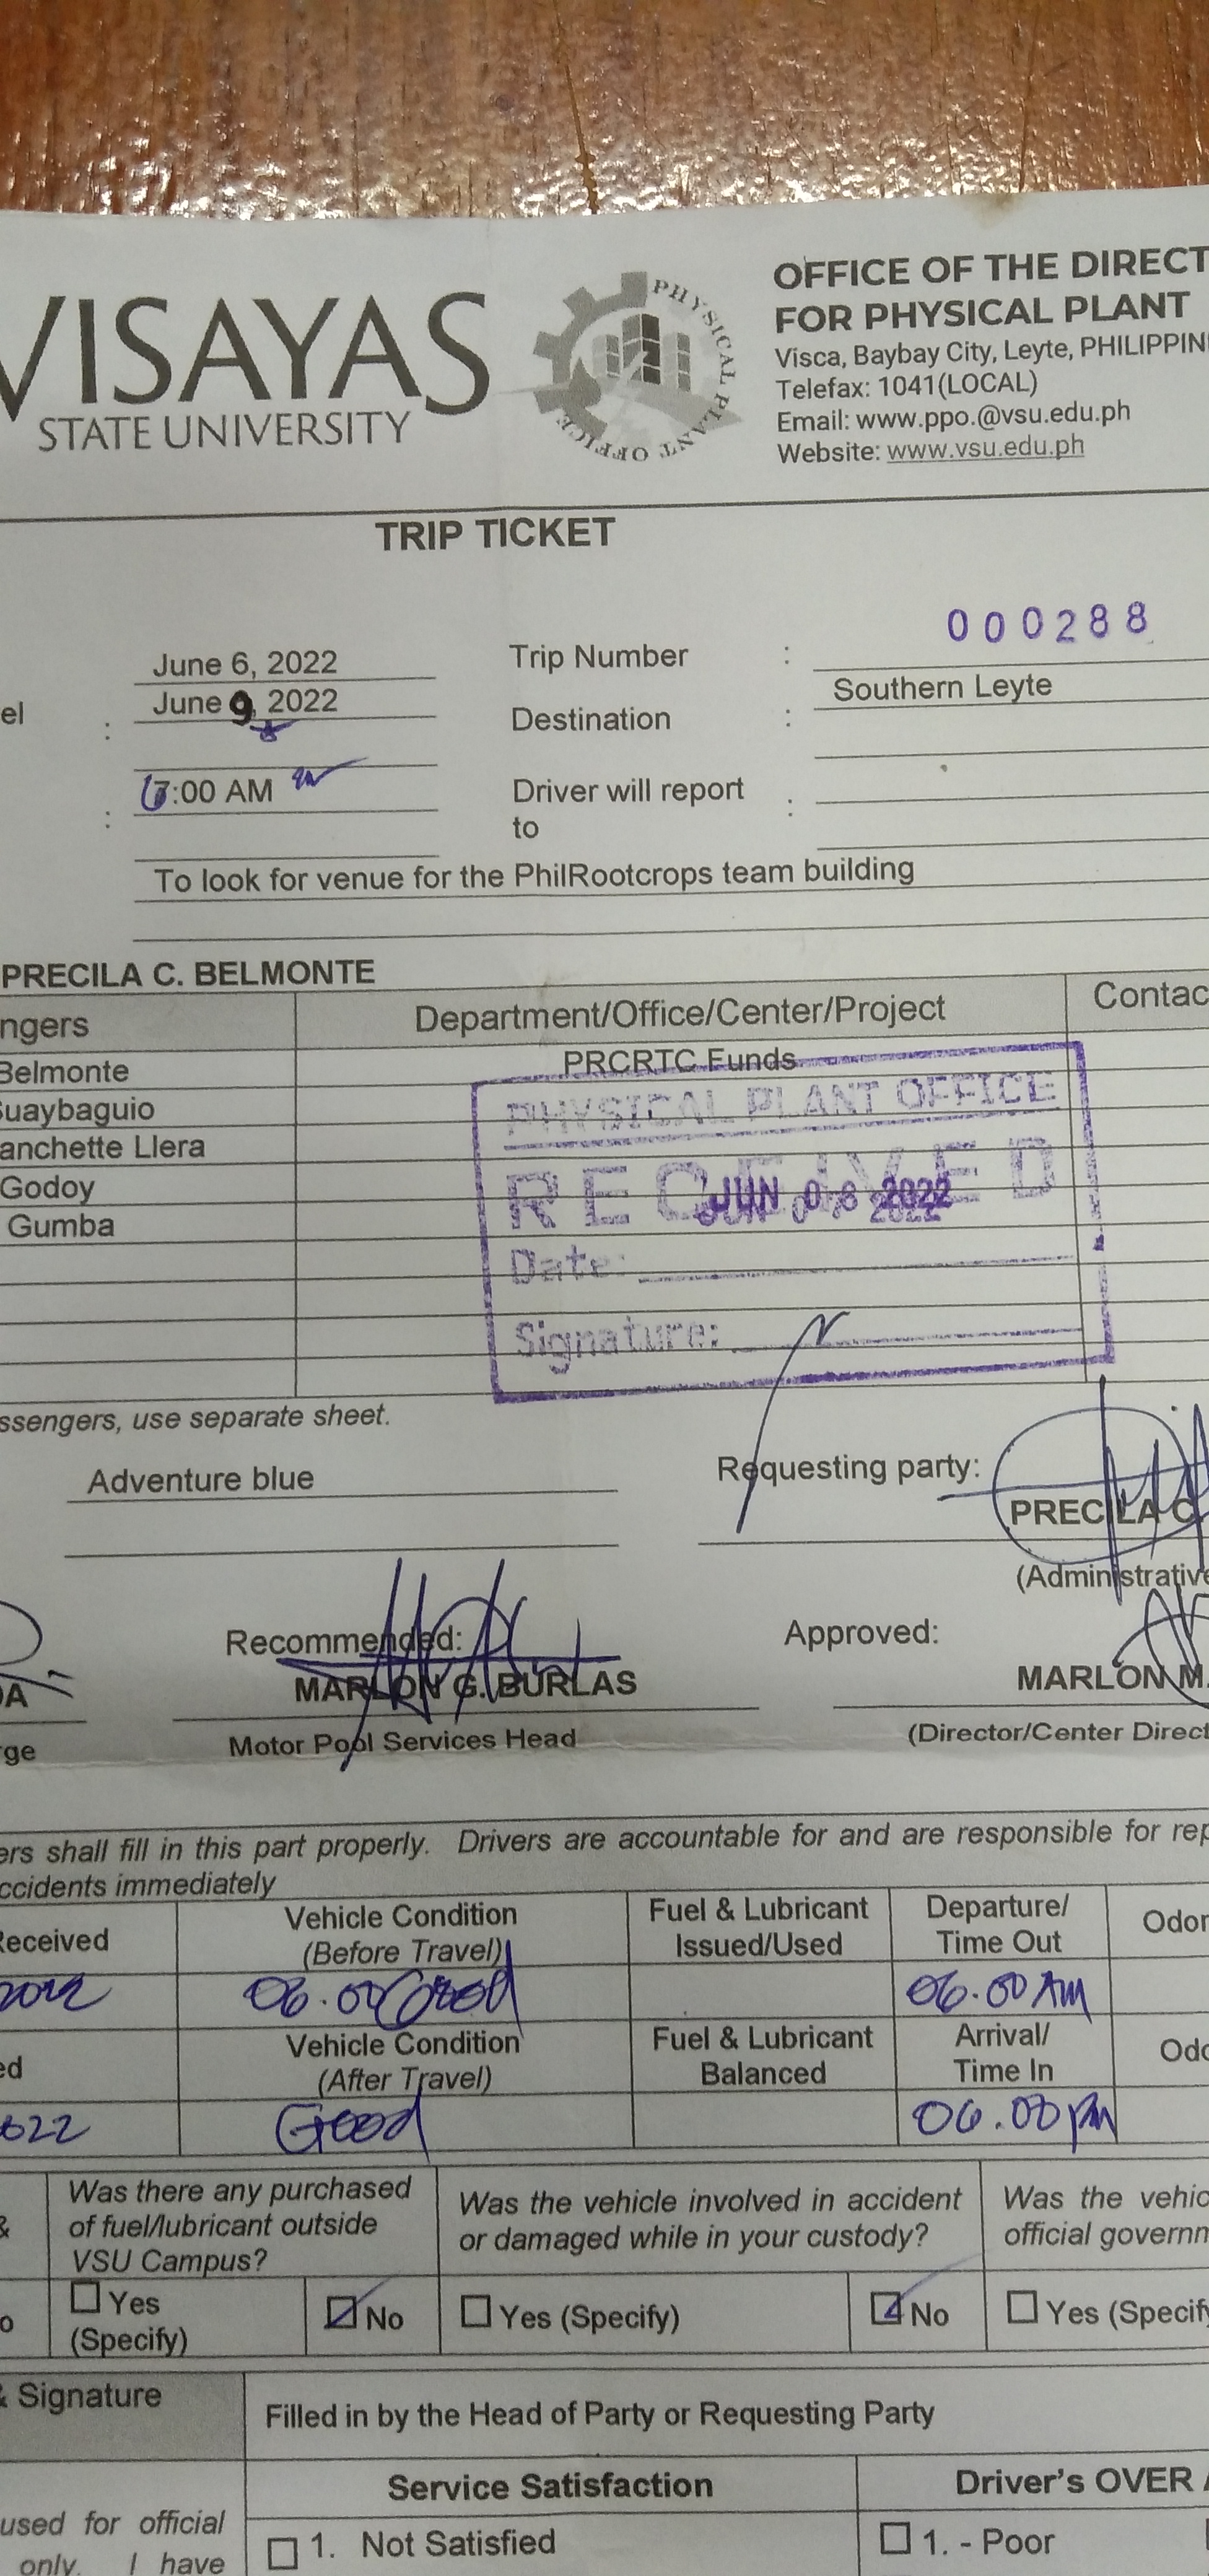 VISAYAS
STATE UNIVERSITY
PHYSICAL PLANT OFFICE
OFFICE OF THE DIRECT
FOR PHYSICAL PLANT
Visca, Baybay City, Leyte, PHILIPPIN
Telefax: 1041(LOCAL)
Email: www.ppo.@vsu.edu.ph
Website: www.vsu.edu.ph
TRIP TICKET
000288
June 6, 2022 Trip Number :
el : June 9, 2022 Destination : Southern Leyte
: :00 AM Driver will report to :
To look for venue for the PhilRootcrops team building
PRECILA C. BELMONTE
ngers Department/Office/Center/Project Contac
Belmonte PRCRTC Funds
Guaybaguio
anchette Llera
Godoy
Gumba
PHYSICAL PLANT OFFICE
RECEIVED
JUN 2022
Date:
Signature:
ssengers, use separate sheet.
Adventure blue Requesting party:
PRECILA C.
(Administrative
Recommended: Approved:
DA MARLON G. BURLAS MARLON M.
rge Motor Pool Services Head (Director/Center Direct
ers shall fill in this part properly. Drivers are accountable for and are responsible for rep
ccidents immediately
Received Vehicle Condition (Before Travel) Fuel & Lubricant Issued/Used Departure/ Time Out Odor
06.00 Good 06.00 AM
ed Vehicle Condition (After Travel) Fuel & Lubricant Balanced Arrival/ Time In Odo
022 Good 06.00 pm
& Was there any purchased of fuel/lubricant outside VSU Campus? Was the vehicle involved in accident or damaged while in your custody? Was the vehic official governm
o Yes (Specify) No Yes (Specify) No Yes (Specify
& Signature Filled in by the Head of Party or Requesting Party
Service Satisfaction Driver's OVER A
used for official 1. Not Satisfied 1. - Poor
only. I have